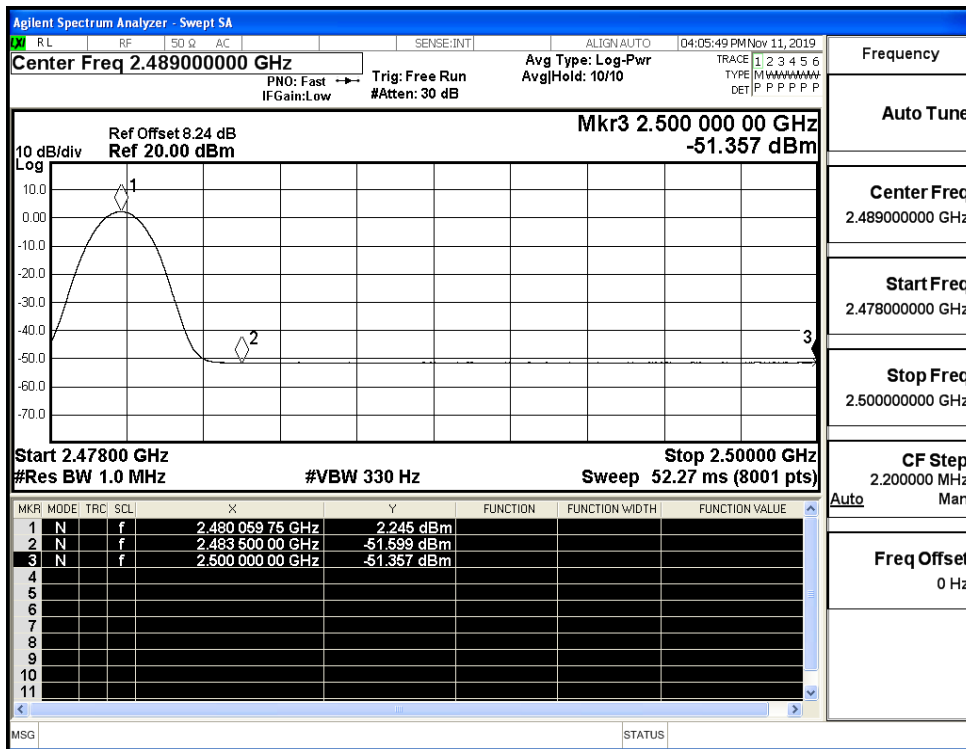 Agilent Spectrum Analyzer - Swept SA
LXI RL RF 50 Ω AC SENSE:INT ALIGN AUTO 04:05:49 PM Nov 11, 2019
Center Freq 2.489000000 GHz
PNO: Fast
IFGain:Low
Trig: Free Run
#Atten: 30 dB
Avg Type: Log-Pwr
Avg|Hold: 10/10
TRACE 1 2 3 4 5 6
TYPE M W W W W W
DET P P P P P P
Ref Offset 8.24 dB
10 dB/div Ref 20.00 dBm
Log
Mkr3 2.500 000 00 GHz
-51.357 dBm
10.0
0.00
-10.0
-20.0
-30.0
-40.0
-50.0
-60.0
-70.0
1
2
3
Start 2.47800 GHz Stop 2.50000 GHz
#Res BW 1.0 MHz #VBW 330 Hz Sweep 52.27 ms (8001 pts)
MKR MODE TRC SCL X Y FUNCTION FUNCTION WIDTH FUNCTION VALUE
1 N f 2.480 059 75 GHz 2.245 dBm
2 N f 2.483 500 00 GHz -51.599 dBm
3 N f 2.500 000 00 GHz -51.357 dBm
4
5
6
7
8
9
10
11
MSG STATUS
Frequency
Auto Tune
Center Freq
2.489000000 GHz
Start Freq
2.478000000 GHz
Stop Freq
2.500000000 GHz
CF Step
2.200000 MHz
Auto Man
Freq Offset
0 Hz